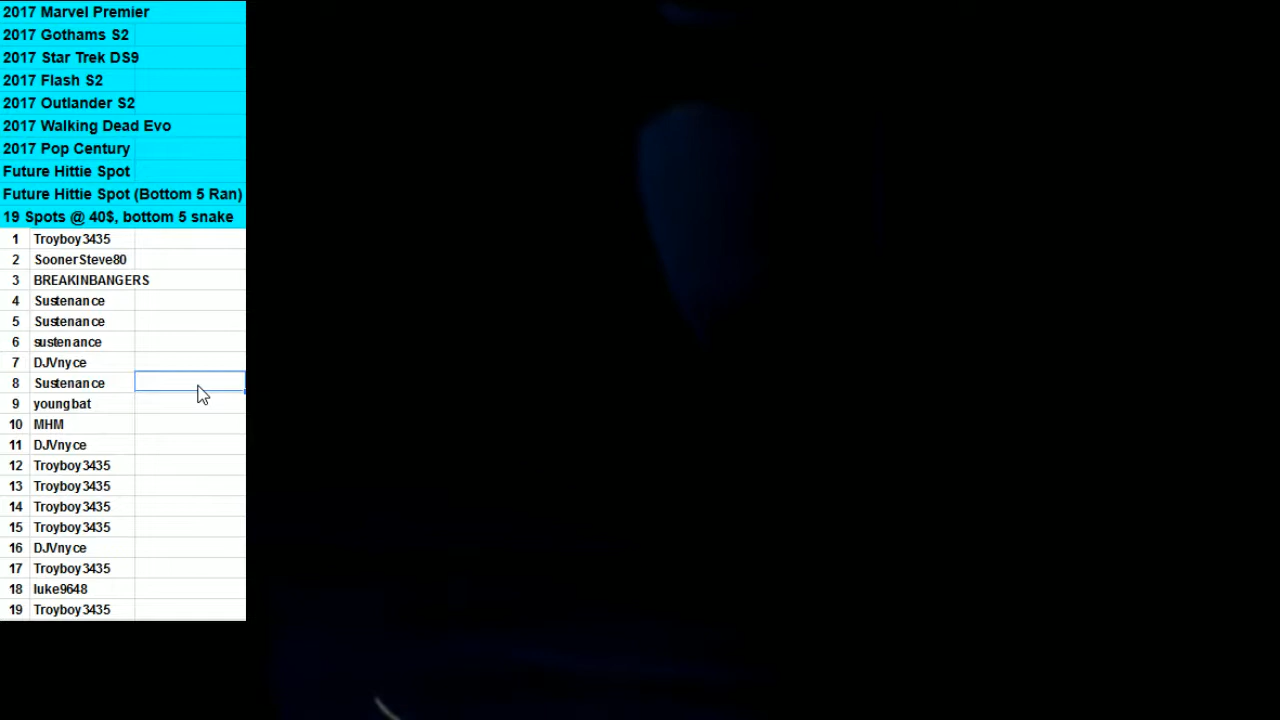 2017 Marvel Premier
2017 Gothams S2
2017 Star Trek DS9
2017 Flash S2
2017 Outlander S2
2017 Walking Dead Evo
2017 Pop Century
Future Hittie Spot
Future Hittie Spot (Bottom 5 Ran)
19 Spots @ 40$, bottom 5 snake
1 Troyboy3435
2 SoonerSteve80
3 BREAKINBANGERS
4 Sustenance
5 Sustenance
6 sustenance
7 DJVnyce
8 Sustenance
9 youngbat
10 MHM
11 DJVnyce
12 Troyboy3435
13 Troyboy3435
14 Troyboy3435
15 Troyboy3435
16 DJVnyce
17 Troyboy3435
18 luke9648
19 Troyboy3435